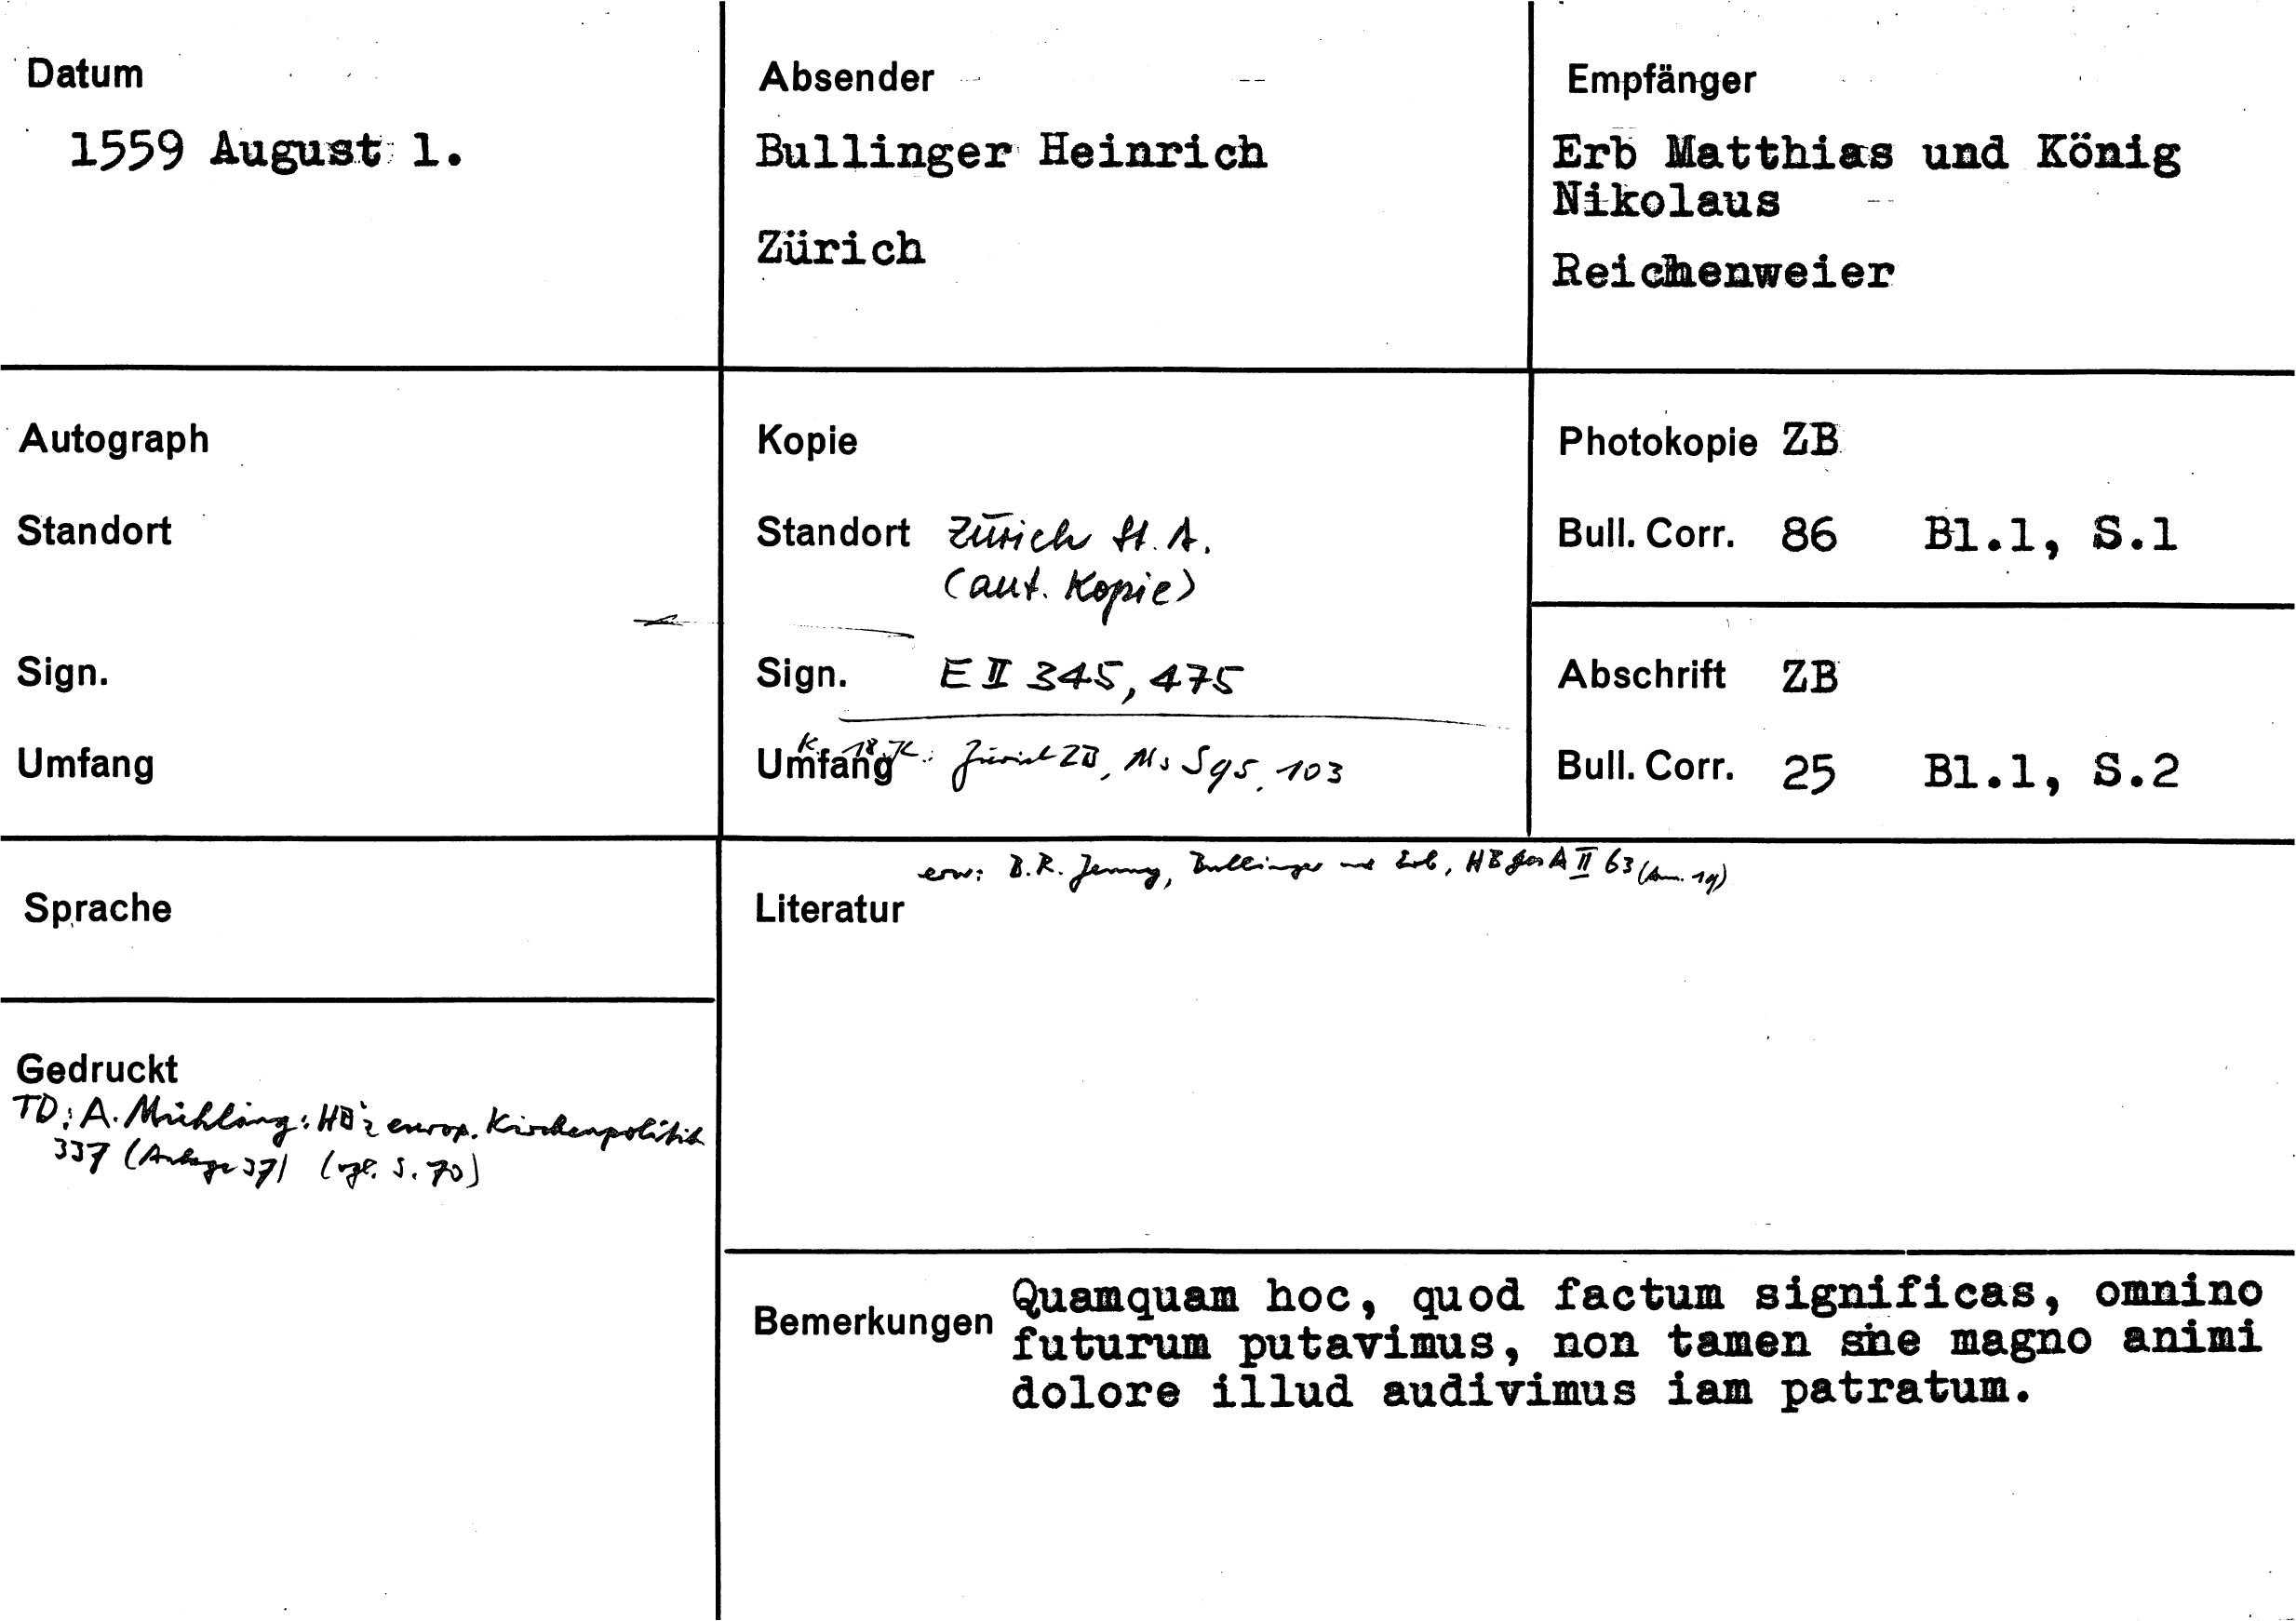 Datum
1559 August 1.
Absender
Bullinger Heinrich
Zürich
Empfänger
Erb Matthias und König
Nikolaus
Reichenweier
Autograph
Standort
Sign.
Umfang
Kopie
Standort Zürich St. A.
(aut. Kopie)
Sign. E II 345, 475
Umfang K. 18. Jh.: Zürich ZB, Ms S 95, 103
Photokopie ZB
Bull. Corr. 86 Bl.1, S.1
Abschrift ZB
Bull. Corr. 25 Bl.1, S.2
Sprache
Gedruckt
TD: A. Mühling: HB's europ. Kirchenpolitik
337 (Anlage 37) (vgl. S. 70)
erw: B.R. Jenny, Bullinger und Erb, HB GesA II 63 (Anm. 19)
Literatur
Bemerkungen
Quamquam hoc, quod factum significas, omnino
futurum putavimus, non tamen sne magno animi
dolore illud audivimus iam patratum.